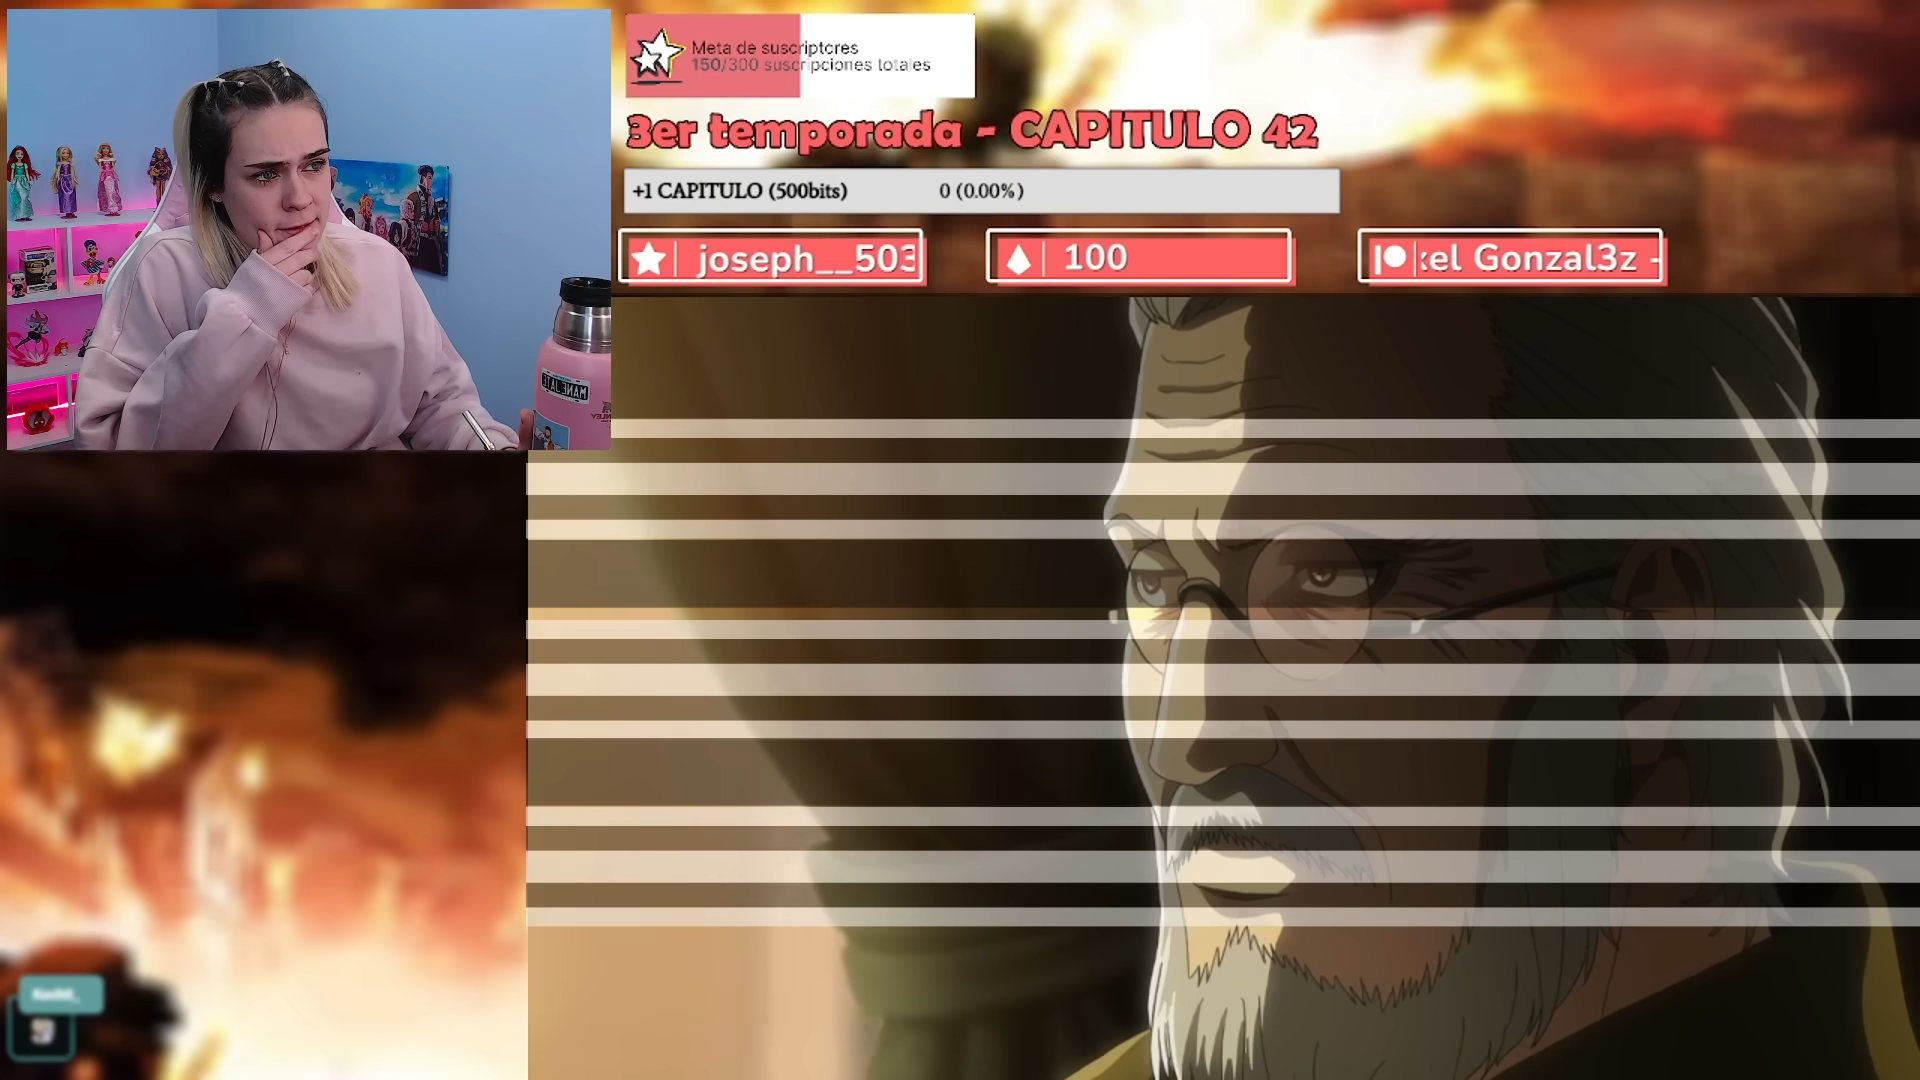 Meta de suscriptores
150/300 suscripciones totales
3er temporada - CAPITULO 42
+1 CAPITULO (500bits) 0 (0.00%)
joseph__503
100
xel Gonzal3z -